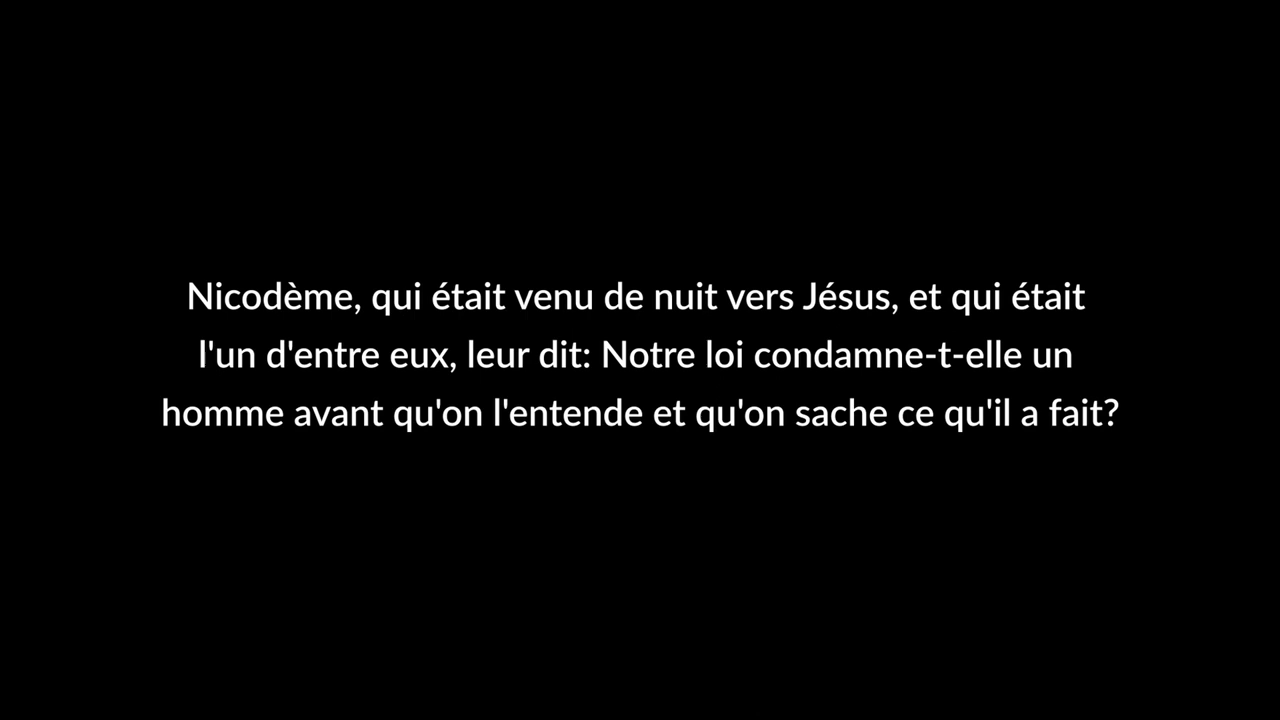 Nicodème, qui était venu de nuit vers Jésus, et qui était
l'un d'entre eux, leur dit: Notre loi condamne-t-elle un
homme avant qu'on l'entende et qu'on sache ce qu'il a fait?